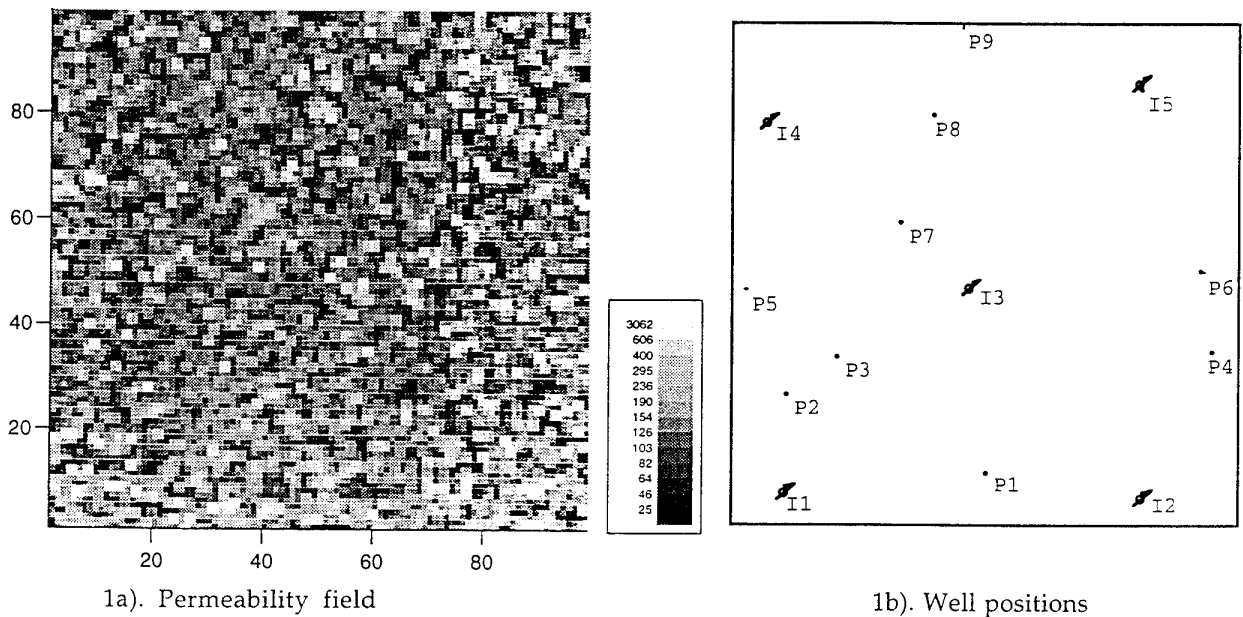 80
60
40
20
20
40
60
80
3062
606
400
295
236
190
154
126
103
82
64
46
25
1a). Permeability field
P9
I5
I4
P8
P7
P6
P5
I3
P4
P3
P2
P1
I1
I2
1b). Well positions